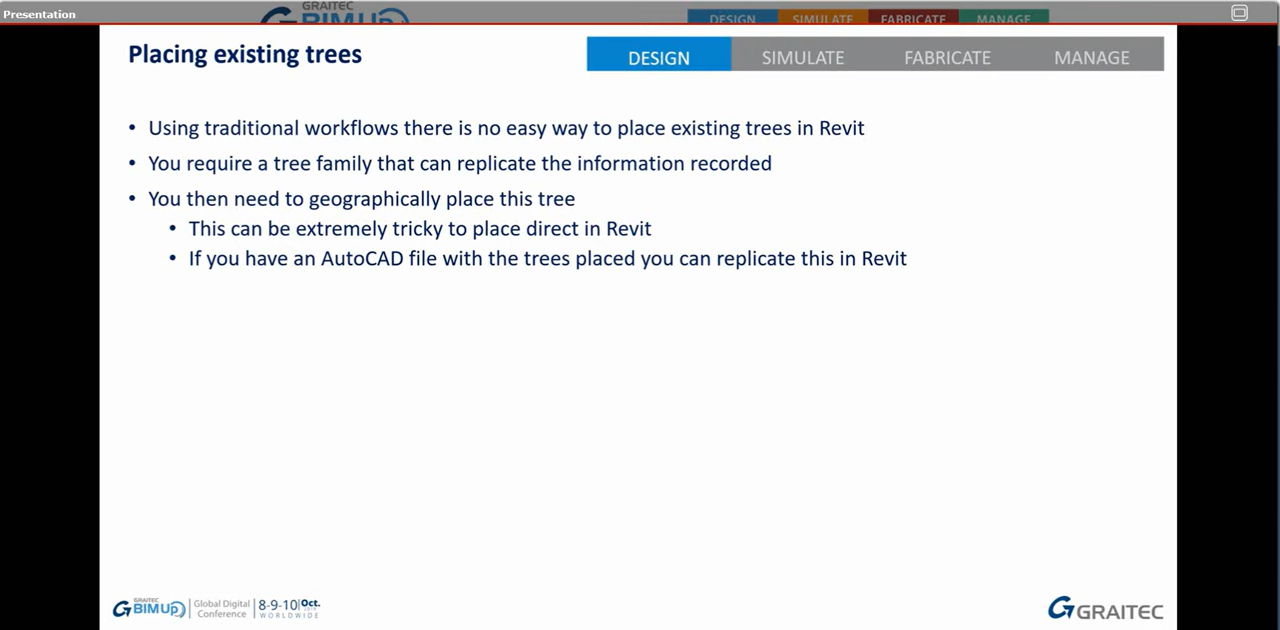 Presentation
GRAITEC
BIMUP
DESIGN SIMULATE FABRICATE MANAGE
Placing existing trees
DESIGN SIMULATE FABRICATE MANAGE
• Using traditional workflows there is no easy way to place existing trees in Revit
• You require a tree family that can replicate the information recorded
• You then need to geographically place this tree
• This can be extremely tricky to place direct in Revit
• If you have an AutoCAD file with the trees placed you can replicate this in Revit
GRAITEC
BIMUP
Global Digital
Conference
8-9-10 Oct.
WORLDWIDE
GRAITEC